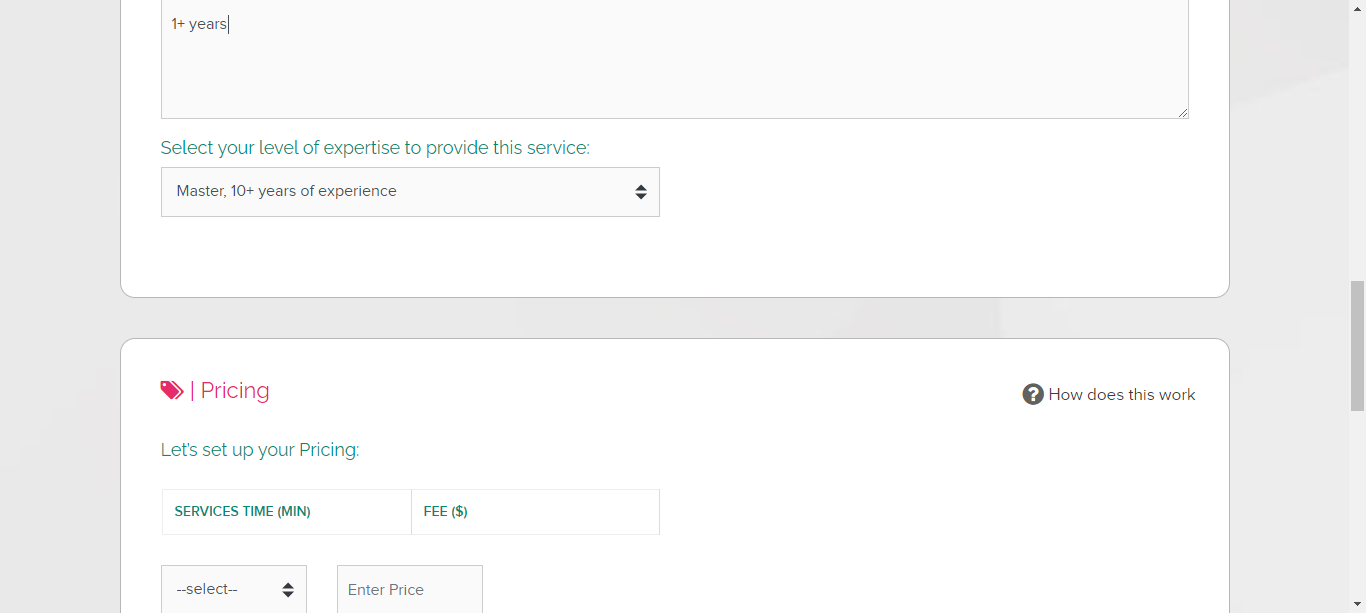 1+ years
Select your level of expertise to provide this service:
Master, 10+ years of experience
| Pricing
? How does this work
Let's set up your Pricing:
SERVICES TIME (MIN) FEE ($)
--select-- Enter Price